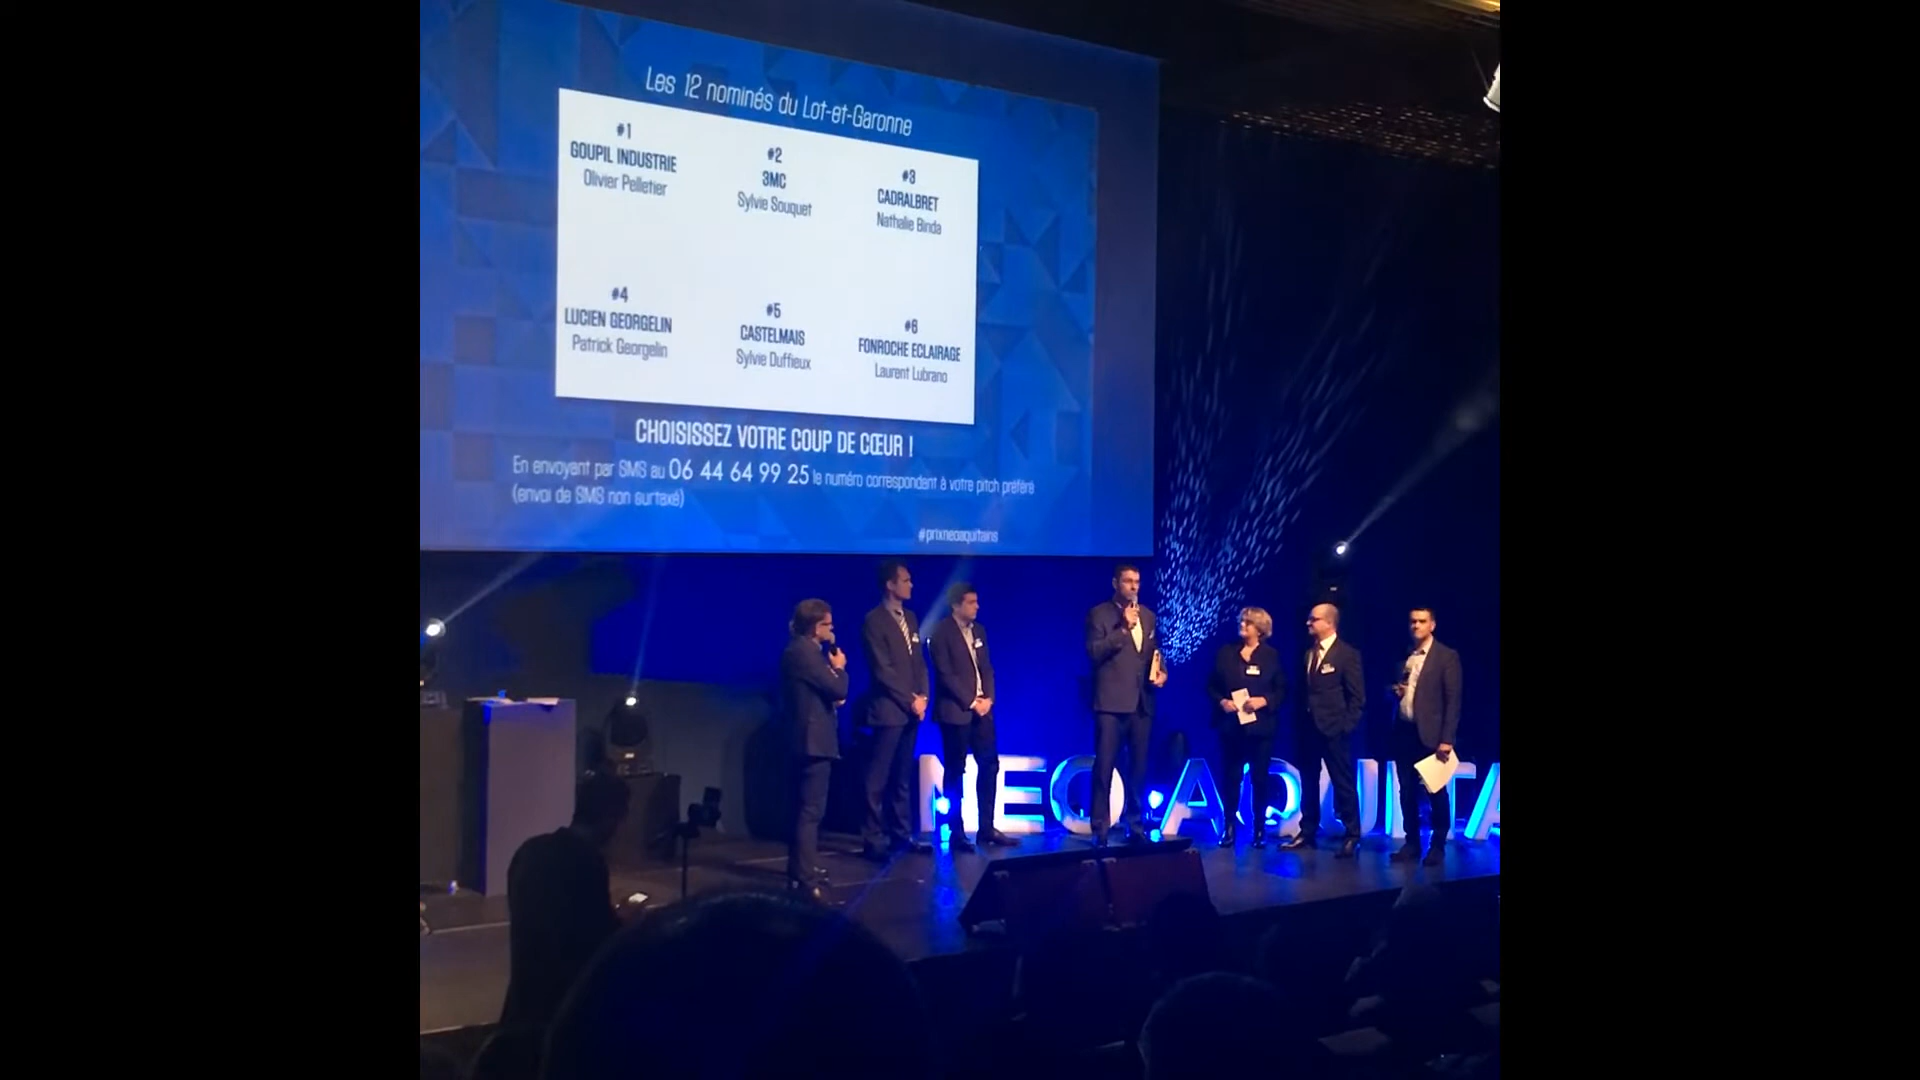 Les 12 nominés du Lot-et-Garonne
#1
GOUPIL INDUSTRIE
Olivier Pelletier
#2
3MC
Sylvie Souquet
#3
CADRALBRET
Nathalie Binda
#4
LUCIEN GEORGELIN
Patrick Georgelin
#5
CASTELMAIS
Sylvie Duffieux
#6
FONROCHE ECLAIRAGE
Laurent Lubrano
CHOISISSEZ VOTRE COUP DE CŒUR !
En envoyant par SMS au 06 44 64 99 25 le numéro correspondant à votre pitch préféré
(envoi de SMS non surtaxé)
#prixneoaquitains
NEO AQUITA